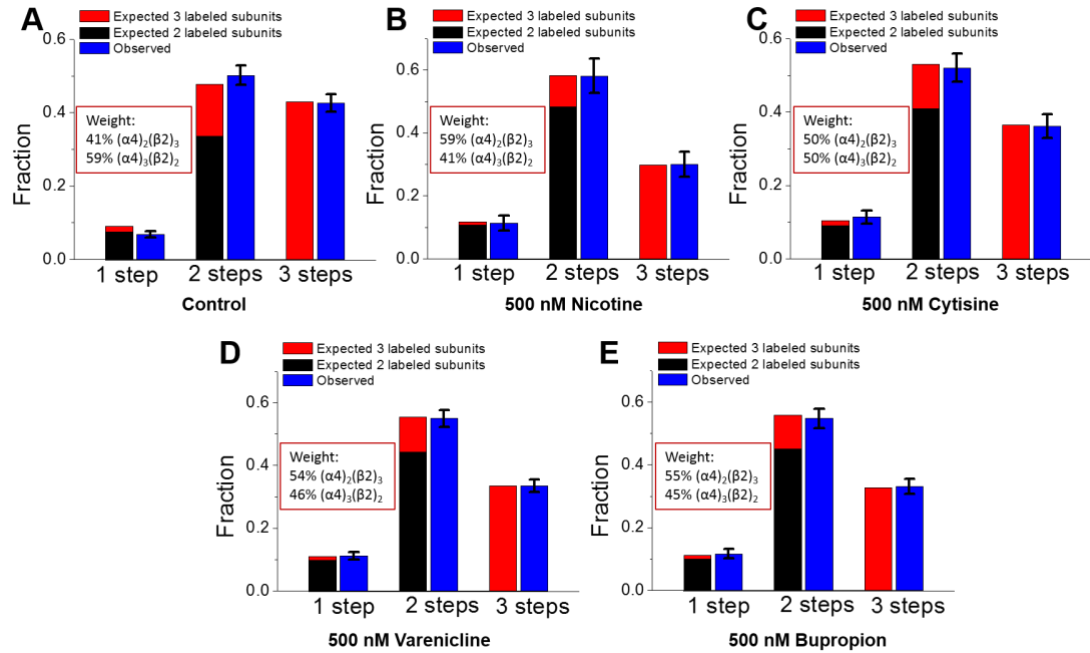 A
Expected 3 labeled subunits
Expected 2 labeled subunits
Observed
0.6
0.4
0.2
0.0
Fraction
Weight:
41% (α4)₂(β2)₃
59% (α4)₃(β2)₂
1 step 2 steps 3 steps
Control
B
Expected 3 labeled subunits
Expected 2 labeled subunits
Observed
0.6
0.4
0.2
0.0
Fraction
Weight:
59% (α4)₂(β2)₃
41% (α4)₃(β2)₂
1 step 2 steps 3 steps
500 nM Nicotine
C
Expected 3 labeled subunits
Expected 2 labeled subunits
Observed
0.6
0.4
0.2
0.0
Fraction
Weight:
50% (α4)₂(β2)₃
50% (α4)₃(β2)₂
1 step 2 steps 3 steps
500 nM Cytisine
D
Expected 3 labeled subunits
Expected 2 labeled subunits
Observed
0.6
0.4
0.2
0.0
Fraction
Weight:
54% (α4)₂(β2)₃
46% (α4)₃(β2)₂
1 step 2 steps 3 steps
500 nM Varenicline
E
Expected 3 labeled subunits
Expected 2 labeled subunits
Observed
0.6
0.4
0.2
0.0
Fraction
Weight:
55% (α4)₂(β2)₃
45% (α4)₃(β2)₂
1 step 2 steps 3 steps
500 nM Bupropion